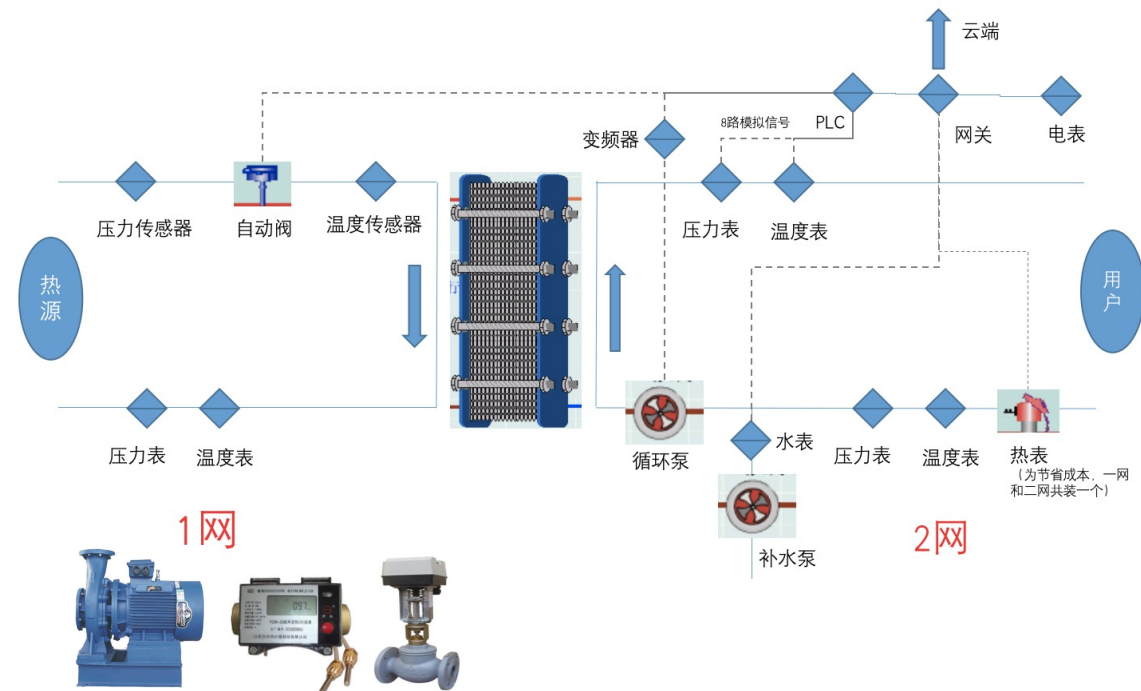 云端
变频器
8路模拟信号
PLC
网关
电表
压力传感器
自动阀
温度传感器
压力表
温度表
热
源
行
用
户
压力表
温度表
循环泵
水表
压力表
温度表
热表
（为节省成本，一网
和二网共装一个）
1网
补水泵
2网